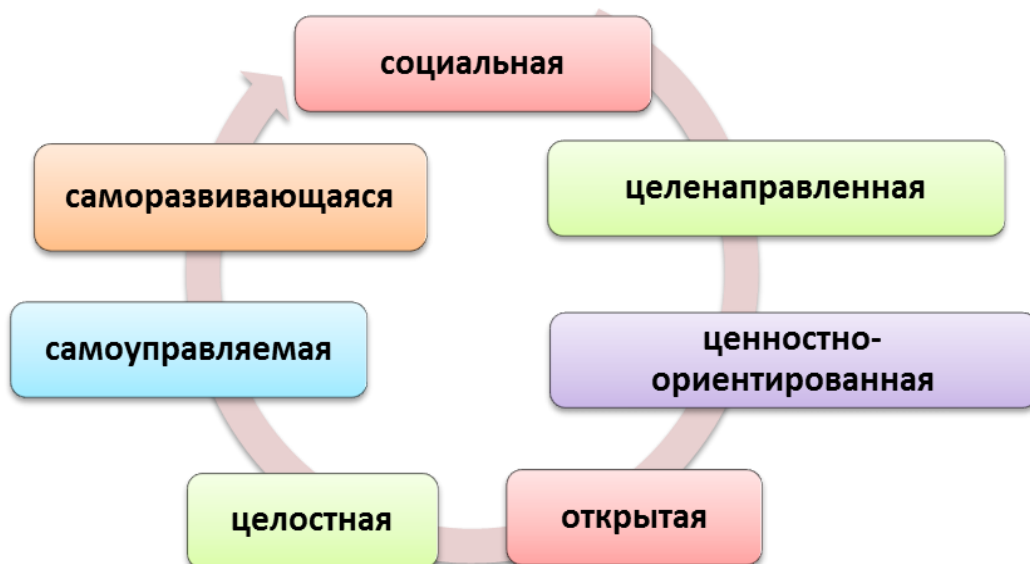 социальная
целенаправленная
ценностно-
ориентированная
открытая
целостная
самоуправляемая
саморазвивающаяся